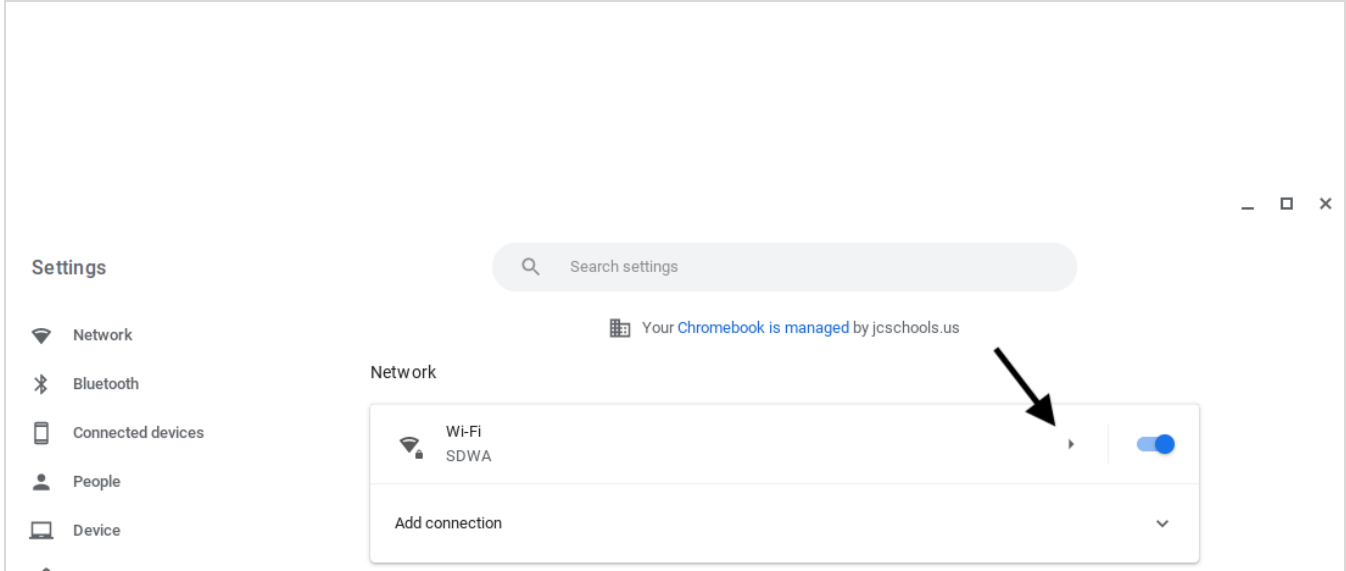 Settings
Search settings
Your Chromebook is managed by jcschools.us
Network
Bluetooth
Connected devices
People
Device
Network
Wi-Fi
SDWA
Add connection